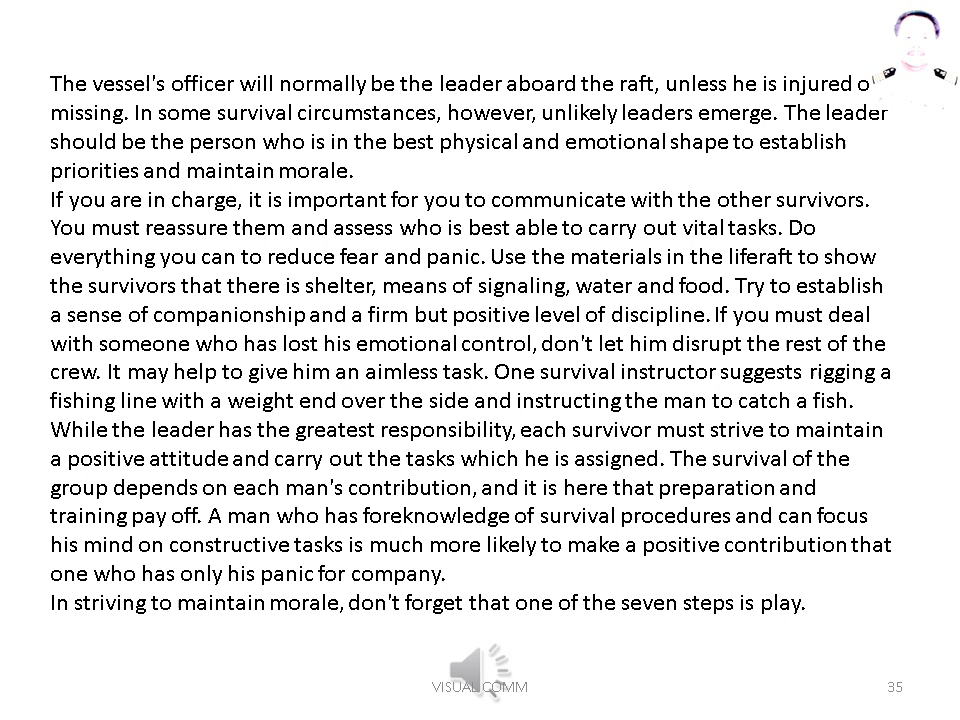 The vessel's officer will normally be the leader aboard the raft, unless he is injured o
missing. In some survival circumstances, however, unlikely leaders emerge. The leader
should be the person who is in the best physical and emotional shape to establish
priorities and maintain morale.
If you are in charge, it is important for you to communicate with the other survivors.
You must reassure them and assess who is best able to carry out vital tasks. Do
everything you can to reduce fear and panic. Use the materials in the liferaft to show
the survivors that there is shelter, means of signaling, water and food. Try to establish
a sense of companionship and a firm but positive level of discipline. If you must deal
with someone who has lost his emotional control, don't let him disrupt the rest of the
crew. It may help to give him an aimless task. One survival instructor suggests rigging a
fishing line with a weight end over the side and instructing the man to catch a fish.
While the leader has the greatest responsibility, each survivor must strive to maintain
a positive attitude and carry out the tasks which he is assigned. The survival of the
group depends on each man's contribution, and it is here that preparation and
training pay off. A man who has foreknowledge of survival procedures and can focus
his mind on constructive tasks is much more likely to make a positive contribution that
one who has only his panic for company.
In striving to maintain morale, don't forget that one of the seven steps is play.
VISUAL COMM
35